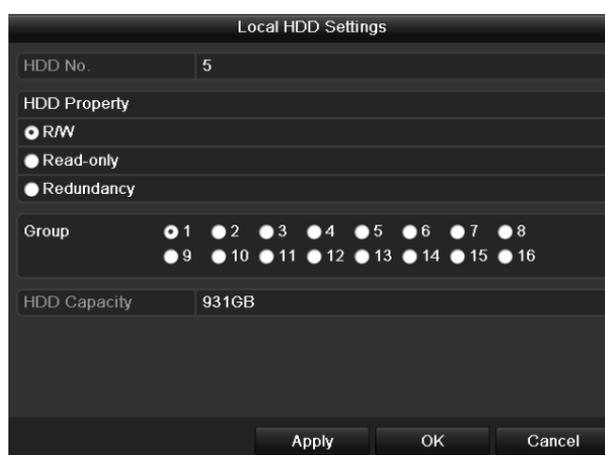 Local HDD Settings
HDD No. 5
HDD Property
R/W
Read-only
Redundancy
Group 1 2 3 4 5 6 7 8
9 10 11 12 13 14 15 16
HDD Capacity 931GB
Apply OK Cancel